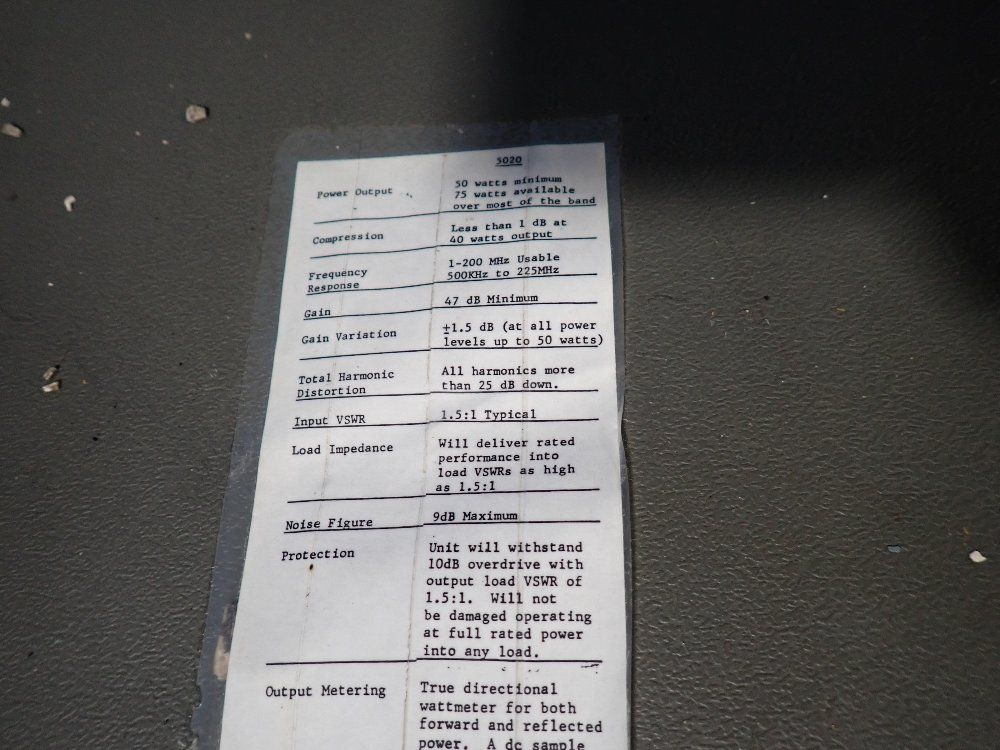 5020
Power Output 50 watts minimum
75 watts available
over most of the band
Compression Less than 1 dB at
40 watts output
Frequency 1-200 MHz Usable
Response 500KHz to 225MHz
Gain 47 dB Minimum
Gain Variation ±1.5 dB (at all power
levels up to 50 watts)
Total Harmonic All harmonics more
Distortion than 25 dB down.
Input VSWR 1.5:1 Typical
Load Impedance Will deliver rated
performance into
load VSWRs as high
as 1.5:1
Noise Figure 9dB Maximum
Protection Unit will withstand
10dB overdrive with
output load VSWR of
1.5:1. Will not
be damaged operating
at full rated power
into any load.
Output Metering True directional
wattmeter for both
forward and reflected
power. A dc sample